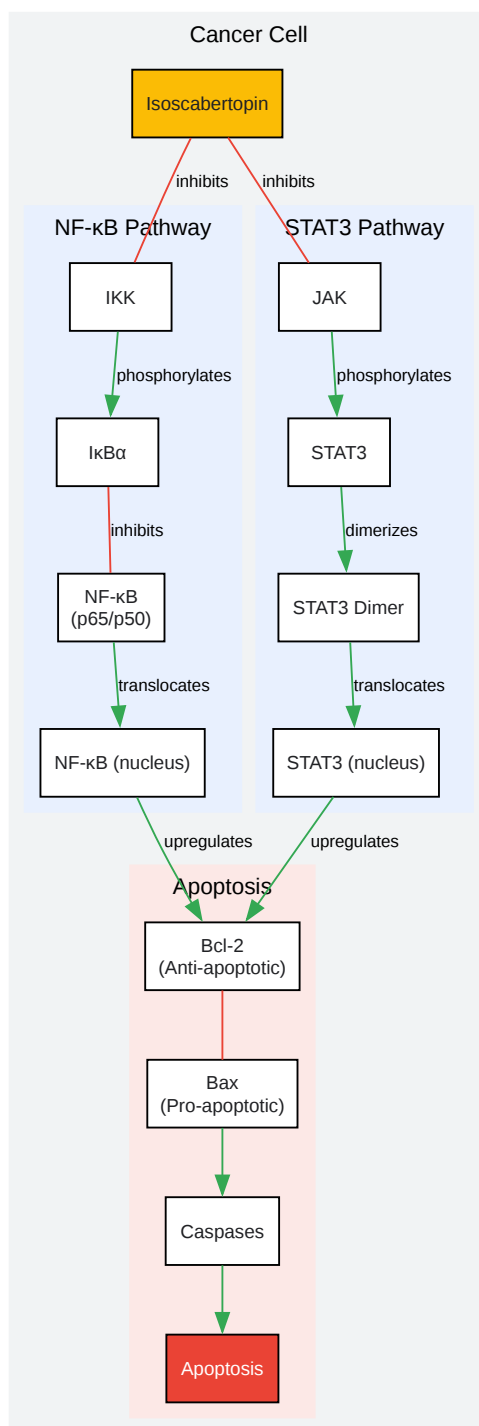 Cancer Cell
Isoscabertopin
inhibits
inhibits
NF-κB Pathway
STAT3 Pathway
IKK
JAK
phosphorylates
phosphorylates
IκBα
STAT3
inhibits
dimerizes
NF-κB
(p65/p50)
STAT3 Dimer
translocates
translocates
NF-κB (nucleus)
STAT3 (nucleus)
upregulates
upregulates
Apoptosis
Bcl-2
(Anti-apoptotic)
Bax
(Pro-apoptotic)
Caspases
Apoptosis